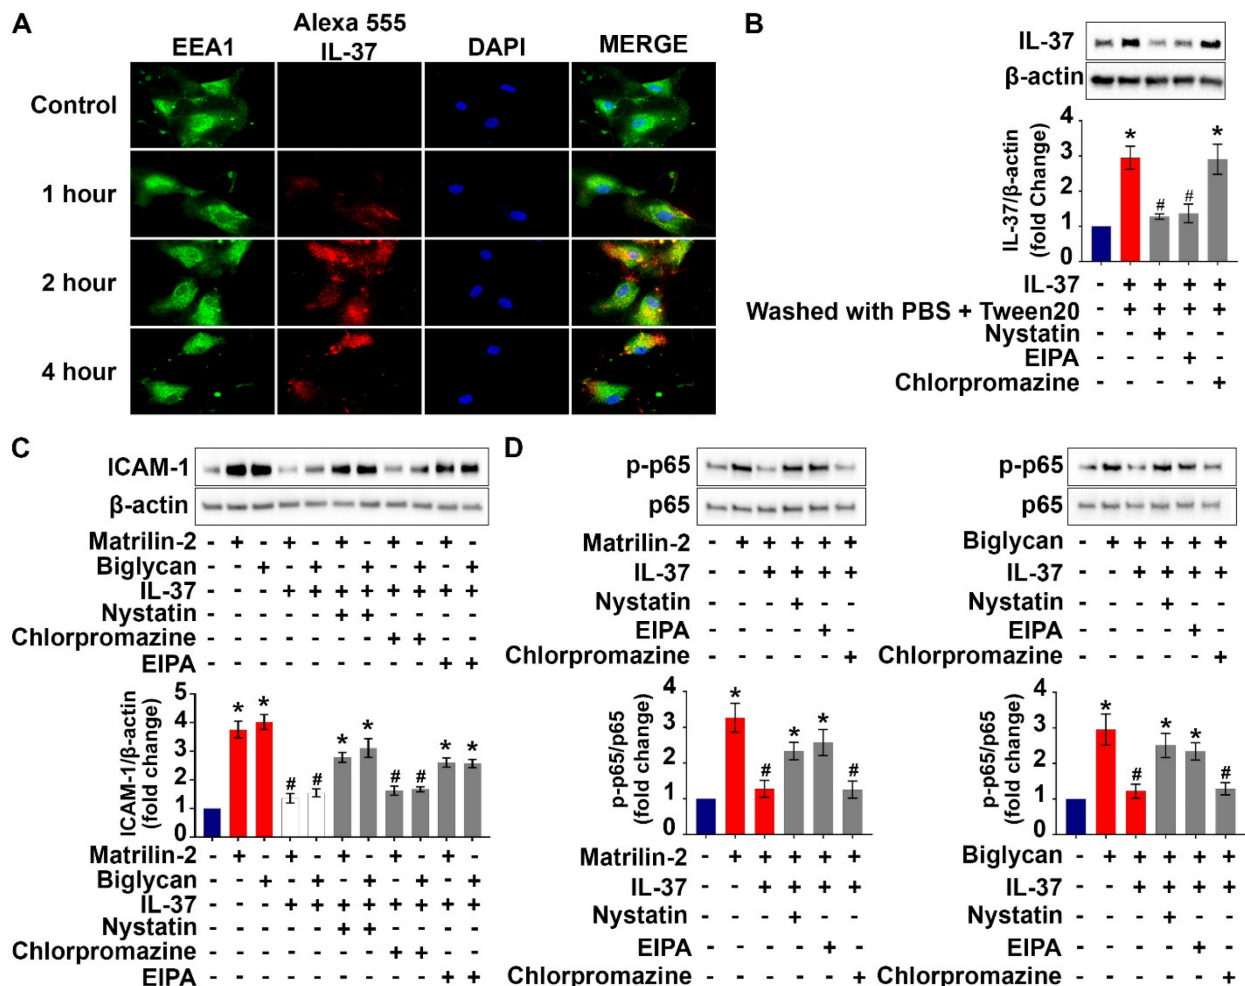 A
EEA1
Alexa 555
IL-37
DAPI
MERGE
Control
1 hour
2 hour
4 hour
B
IL-37
β-actin
IL-37/β-actin
(fold Change)
4
3
2
1
0
* # # *
IL-37 - + + + +
Washed with PBS + Tween20 - + + + +
Nystatin - - + - -
EIPA - - - + -
Chlorpromazine - - - - +
C
ICAM-1
β-actin
Matrilin-2 - + - + - + - + - + -
Biglycan - - + - + - + - + - +
IL-37 - - - + + + + + + + +
Nystatin - - - - - + + - - - -
Chlorpromazine - - - - - - - + + - -
EIPA - - - - - - - - - + +
ICAM-1/β-actin
(fold change)
5
4
3
2
1
0
* * # # * * # # * *
Matrilin-2 - + - + - + - + - + -
Biglycan - - + - + - + - + - +
IL-37 - - - + + + + + + + +
Nystatin - - - - - + + - - - -
Chlorpromazine - - - - - - - + + - -
EIPA - - - - - - - - - + +
D
p-p65
p65
Matrilin-2 - + + + + +
IL-37 - - + + + +
Nystatin - - - + - -
EIPA - - - - + -
Chlorpromazine - - - - - +
p-p65/p65
(fold change)
4
3
2
1
0
* # * * #
Matrilin-2 - + + + + +
IL-37 - - + + + +
Nystatin - - - + - -
EIPA - - - - + -
Chlorpromazine - - - - - +
p-p65
p65
Biglycan - + + + + +
IL-37 - - + + + +
Nystatin - - - + - -
EIPA - - - - + -
Chlorpromazine - - - - - +
p-p65/p65
(fold change)
4
3
2
1
0
* # * * #
Biglycan - + + + + +
IL-37 - - + + + +
Nystatin - - - + - -
EIPA - - - - + -
Chlorpromazine - - - - - +